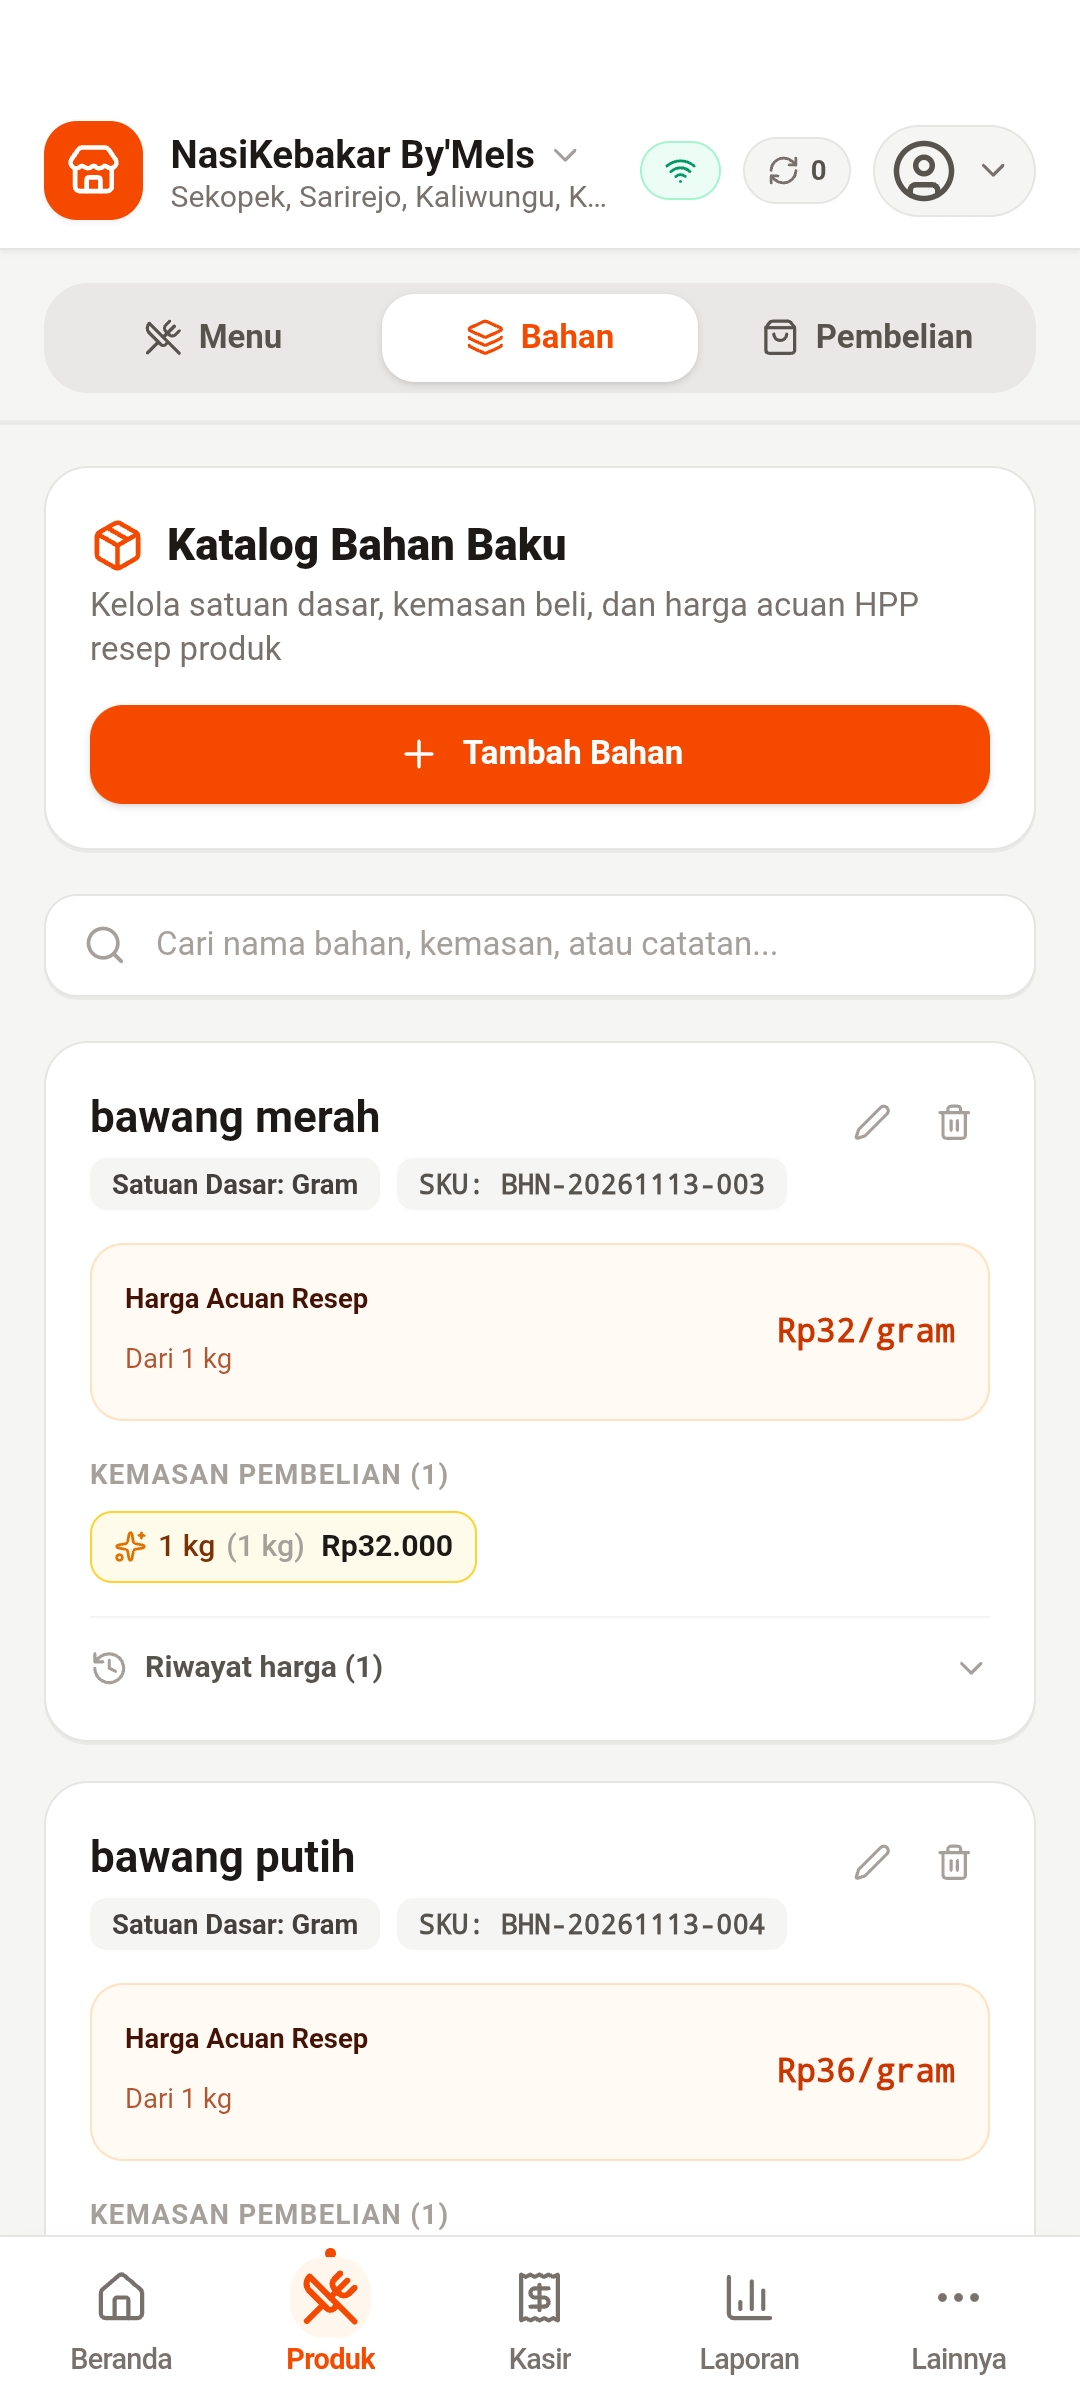 NasiKebakar By'Mels
Sekopek, Sarirejo, Kaliwungu, K...
0
Menu
Bahan
Pembelian
Katalog Bahan Baku
Kelola satuan dasar, kemasan beli, dan harga acuan HPP
resep produk
Tambah Bahan
Cari nama bahan, kemasan, atau catatan...
bawang merah
Satuan Dasar: Gram
SKU: BHN-20261113-003
Harga Acuan Resep
Rp32/gram
Dari 1 kg
KEMASAN PEMBELIAN (1)
1 kg (1 kg) Rp32.000
Riwayat harga (1)
bawang putih
Satuan Dasar: Gram
SKU: BHN-20261113-004
Harga Acuan Resep
Rp36/gram
Dari 1 kg
KEMASAN PEMBELIAN (1)
Beranda
Produk
Kasir
Laporan
Lainnya